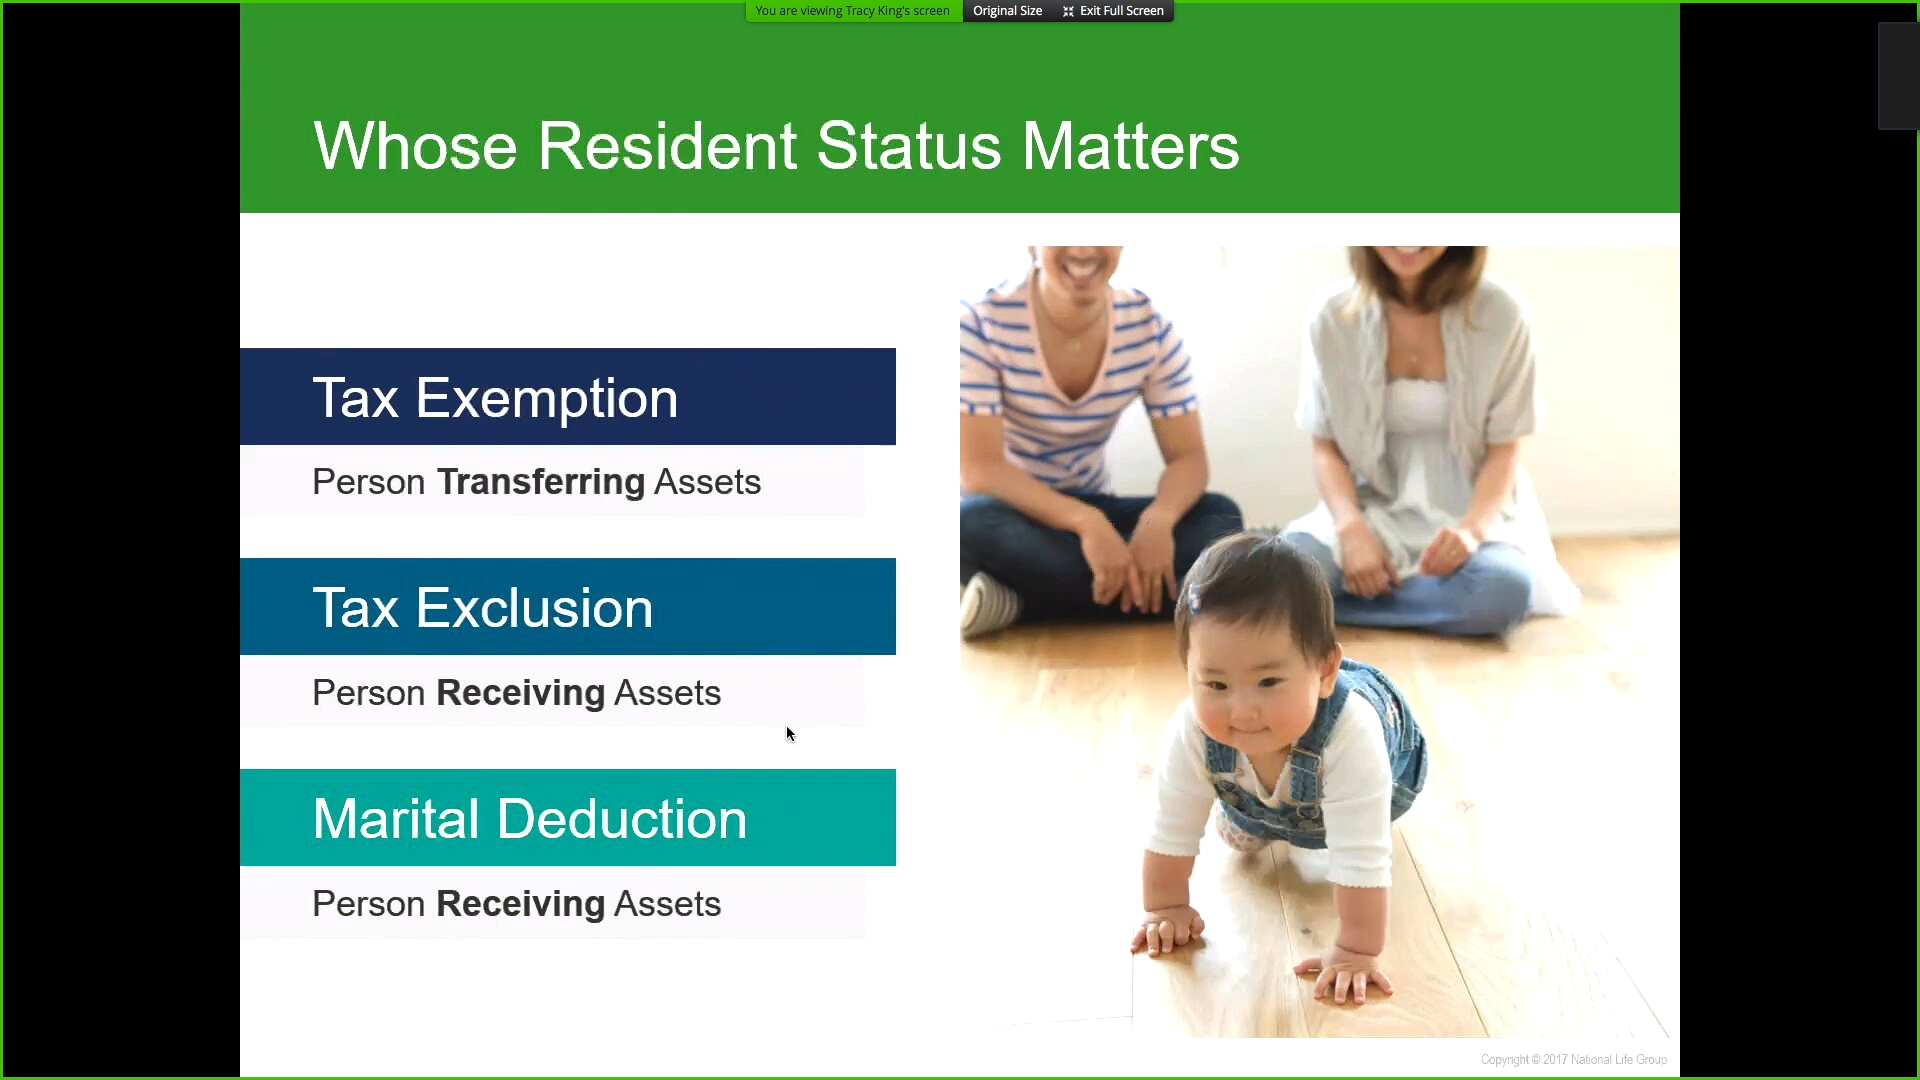 You are viewing Tracy King's screen Original Size Exit Full Screen
Whose Resident Status Matters
Tax Exemption
Person Transferring Assets
Tax Exclusion
Person Receiving Assets
Marital Deduction
Person Receiving Assets
Copyright © 2017 National Life Group